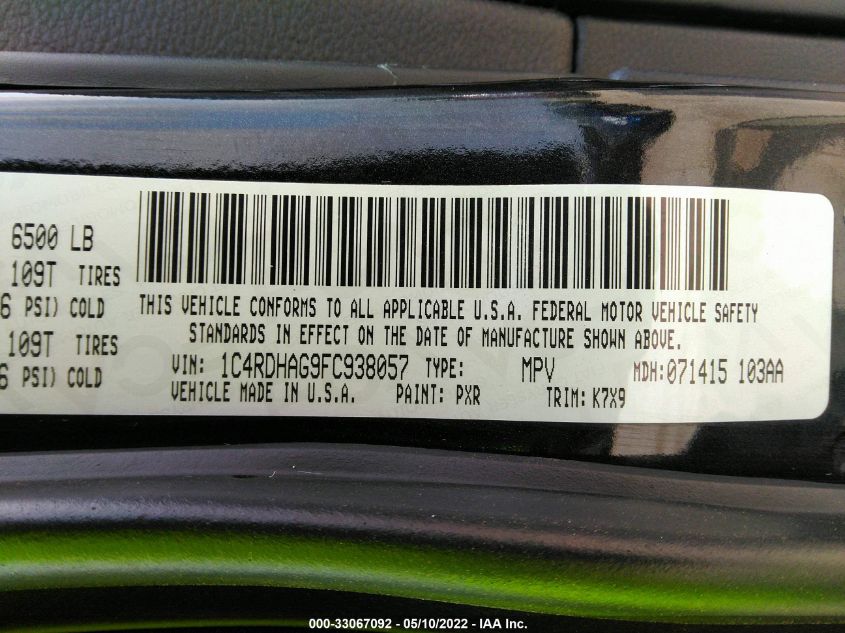 6500 LB
109T TIRES
6 PSI) COLD
109T TIRES
6 PSI) COLD
THIS VEHICLE CONFORMS TO ALL APPLICABLE U.S.A. FEDERAL MOTOR VEHICLE SAFETY
STANDARDS IN EFFECT ON THE DATE OF MANUFACTURE SHOWN ABOVE.
VIN: 1C4RDHAG9FC938057 TYPE: MPV MDH:071415 103AA
VEHICLE MADE IN U.S.A. PAINT: PXR TRIM: K7X9
000-33067092 - 05/10/2022 - IAA Inc.